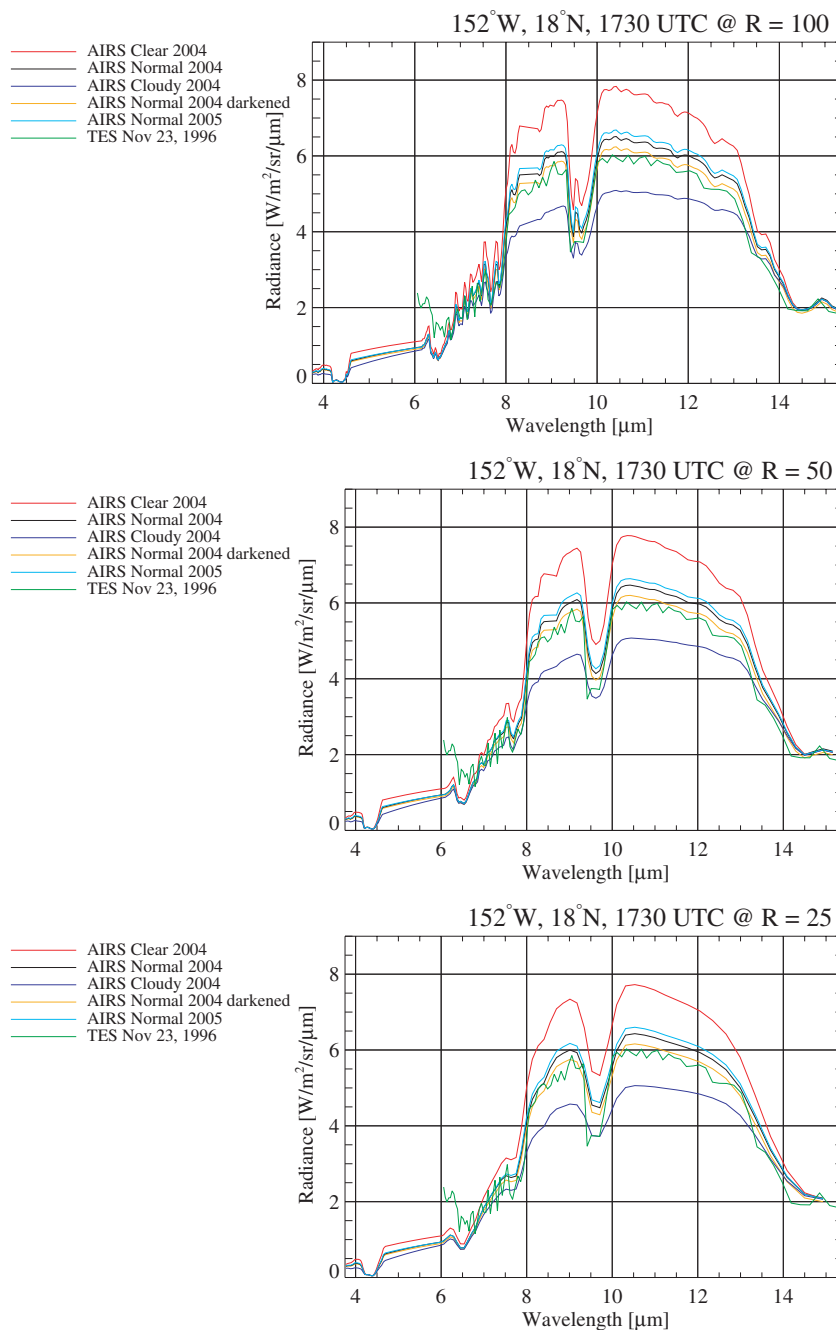 152°W, 18°N, 1730 UTC @ R = 100
AIRS Clear 2004
AIRS Normal 2004
AIRS Cloudy 2004
AIRS Normal 2004 darkened
AIRS Normal 2005
TES Nov 23, 1996
Radiance [W/m²/sr/μm]
8
6
4
2
0
4 6 8 10 12 14
Wavelength [μm]
152°W, 18°N, 1730 UTC @ R = 50
AIRS Clear 2004
AIRS Normal 2004
AIRS Cloudy 2004
AIRS Normal 2004 darkened
AIRS Normal 2005
TES Nov 23, 1996
Radiance [W/m²/sr/μm]
8
6
4
2
0
4 6 8 10 12 14
Wavelength [μm]
152°W, 18°N, 1730 UTC @ R = 25
AIRS Clear 2004
AIRS Normal 2004
AIRS Cloudy 2004
AIRS Normal 2004 darkened
AIRS Normal 2005
TES Nov 23, 1996
Radiance [W/m²/sr/μm]
8
6
4
2
0
4 6 8 10 12 14
Wavelength [μm]